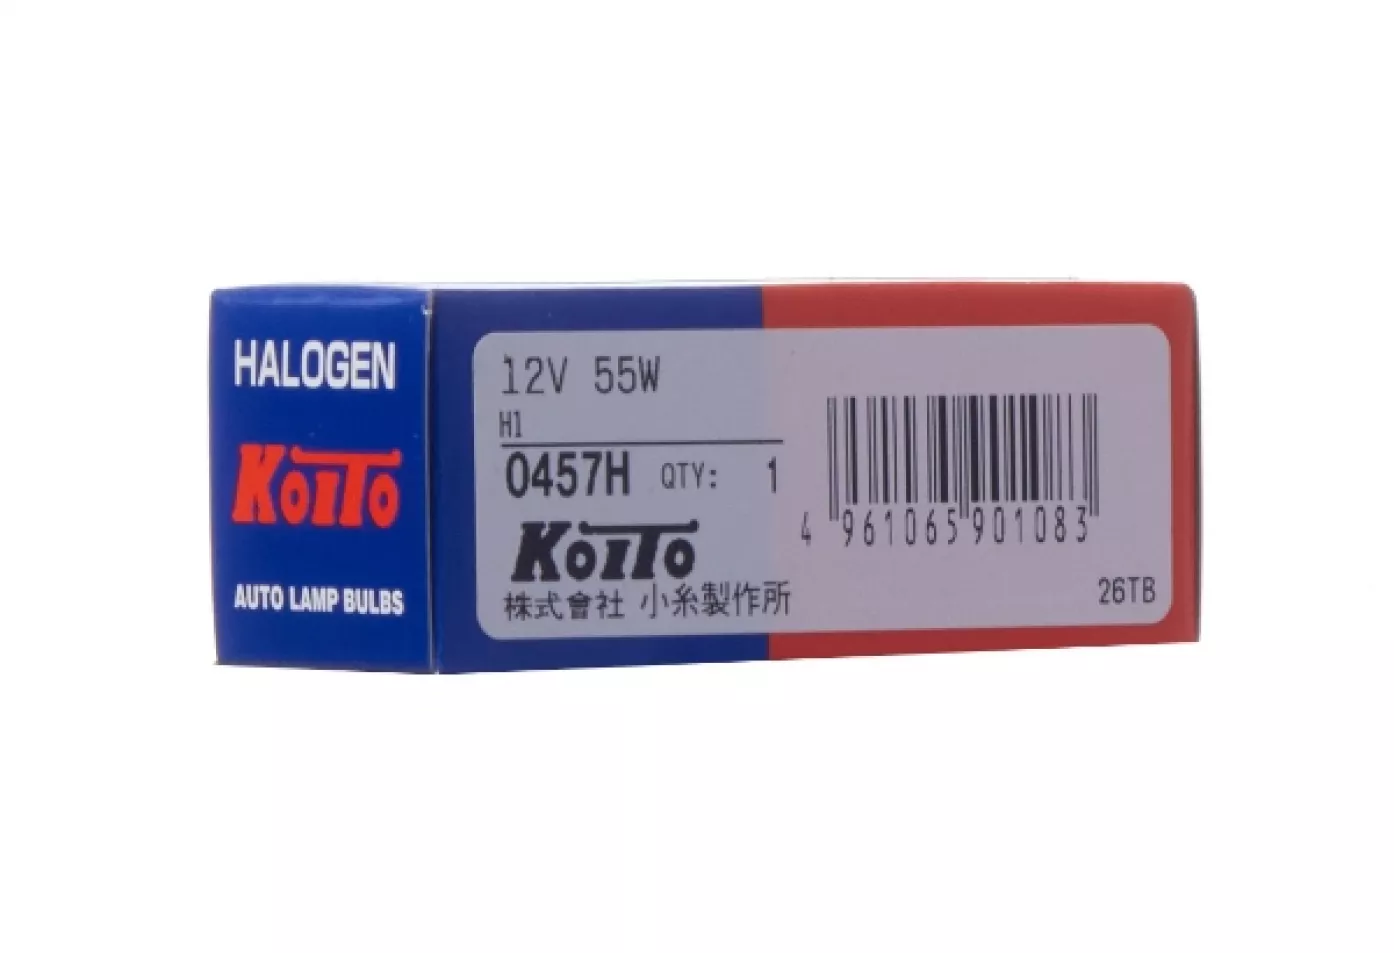 HALOGEN
KOITO
AUTO LAMP BULBS
12V 55W
H1
0457H QTY: 1
KOITO
株式會社 小糸製作所
4 961065 901083
26TB